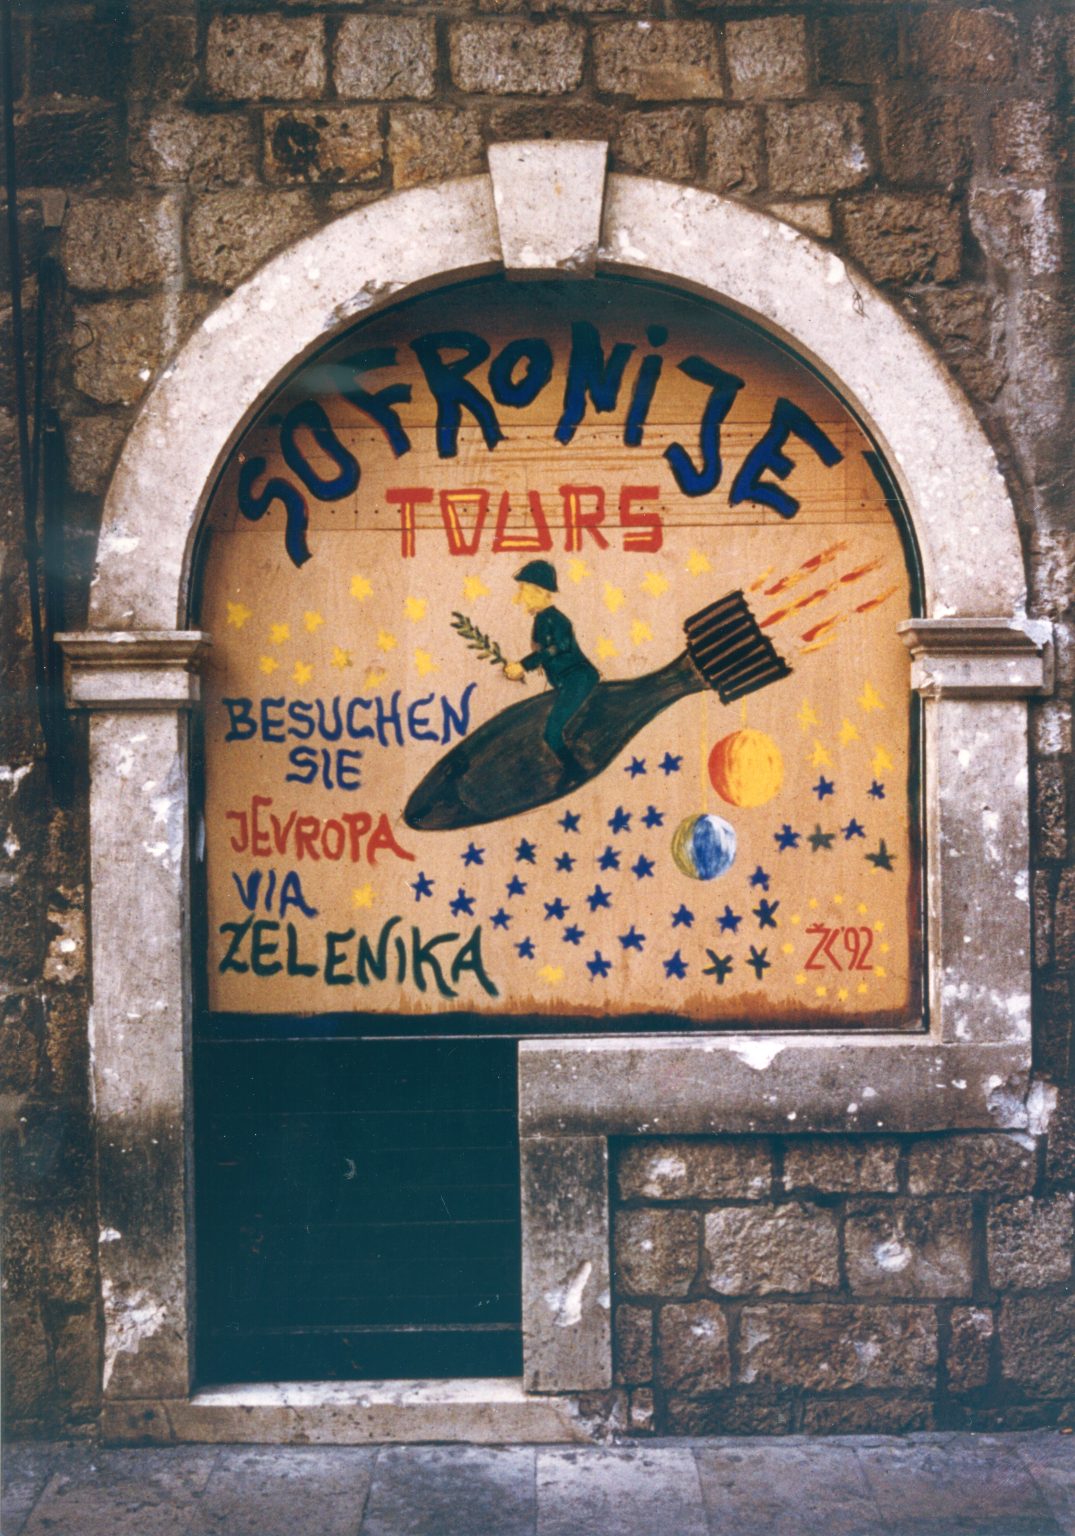 SOFRONiJE
TOURS
BESUCHEN
SIE
JEVROPA
VIA
ZELENIKA
ŽK '92